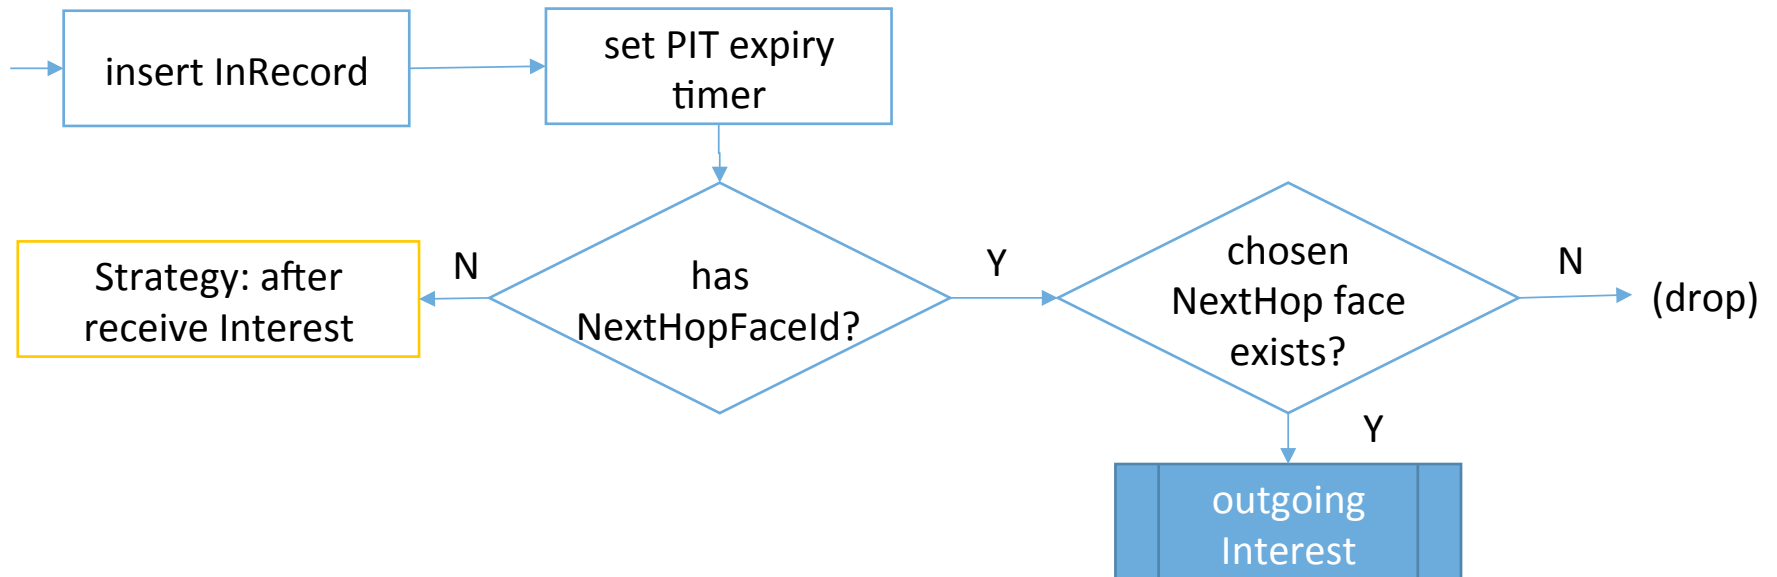 insert InRecord
set PIT expiry
timer
Strategy: after
receive Interest
N
has
NextHopFaceId?
Y
chosen
NextHop face
exists?
N
(drop)
Y
outgoing
Interest